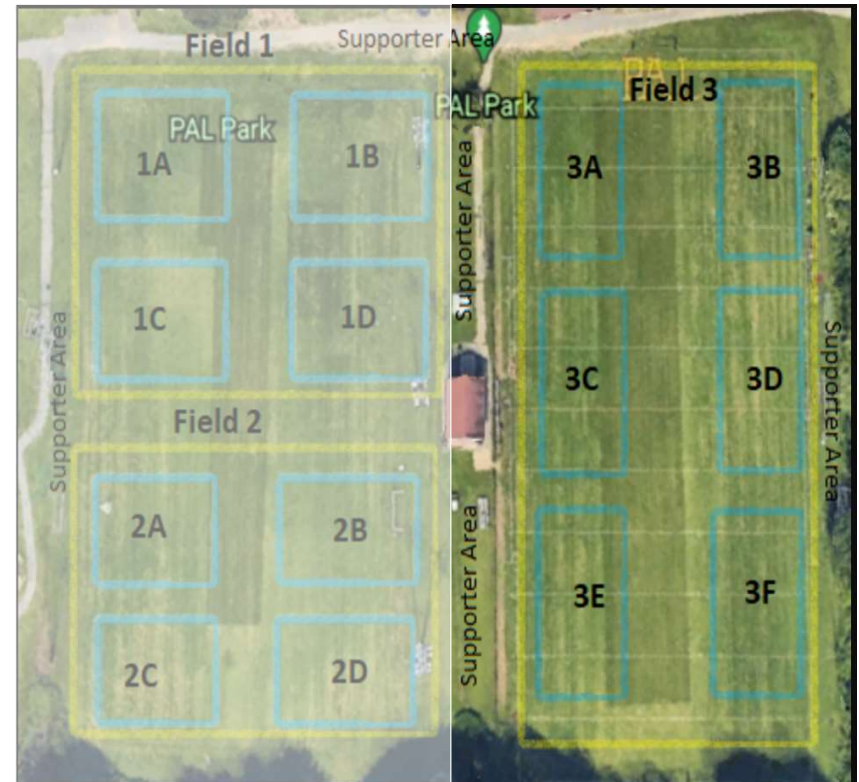 Field 1
Supporter Area
PAL Park
1A
1B
1C
1D
Supporter Area
Field 2
2A
2B
2C
2D
PAL Park
Supporter Area
Supporter Area
PAL
Field 3
3A
3B
3C
3D
3E
3F
Supporter Area